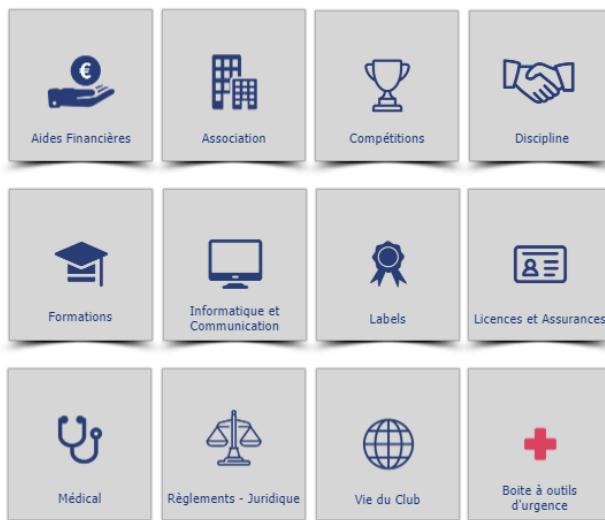 €
Aides Financières
Association
Compétitions
Discipline
Formations
Informatique et
Communication
Labels
Licences et Assurances
Médical
Règlements - Juridique
Vie du Club
Boite à outils
d'urgence